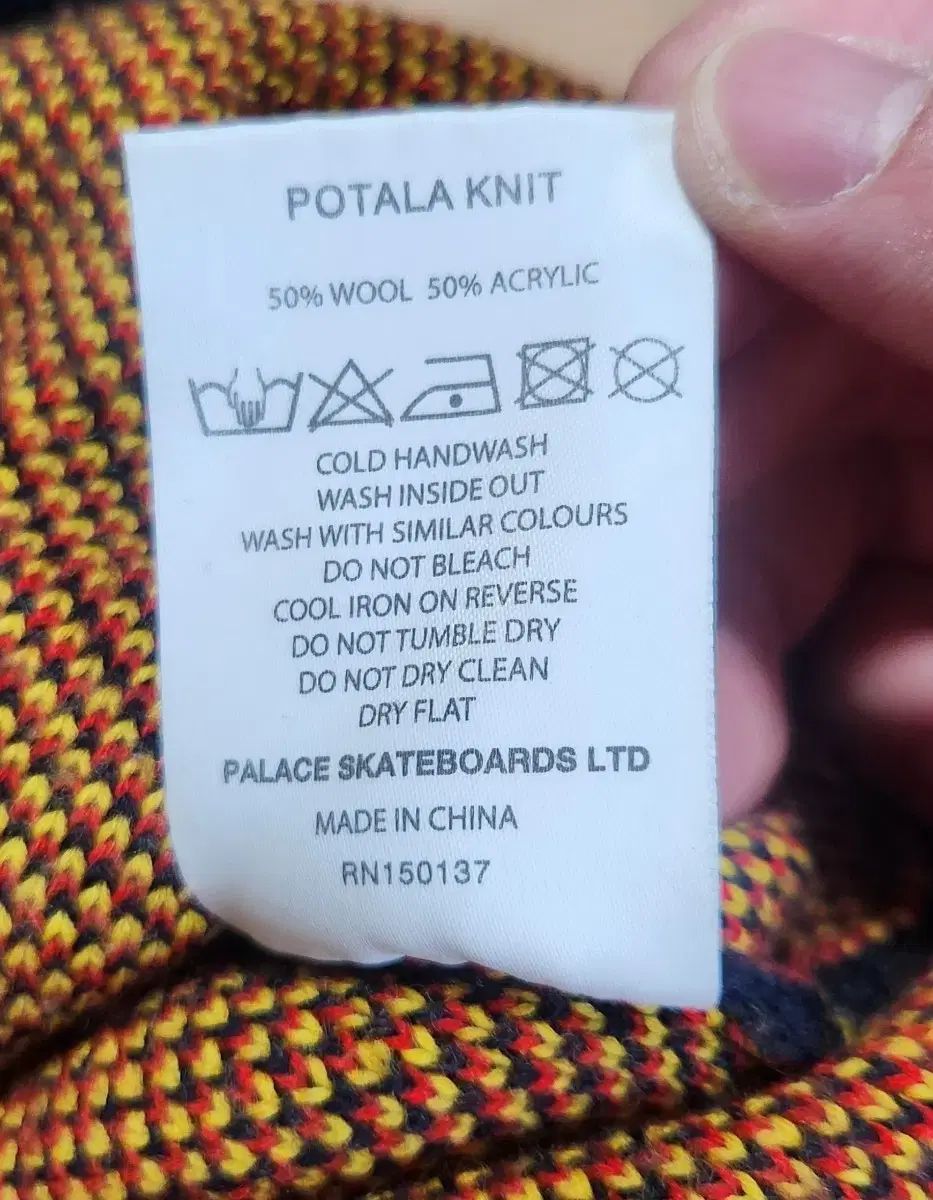 POTALA KNIT
50% WOOL 50% ACRYLIC
COLD HANDWASH
WASH INSIDE OUT
WASH WITH SIMILAR COLOURS
DO NOT BLEACH
COOL IRON ON REVERSE
DO NOT TUMBLE DRY
DO NOT DRY CLEAN
DRY FLAT
PALACE SKATEBOARDS LTD
MADE IN CHINA
RN150137